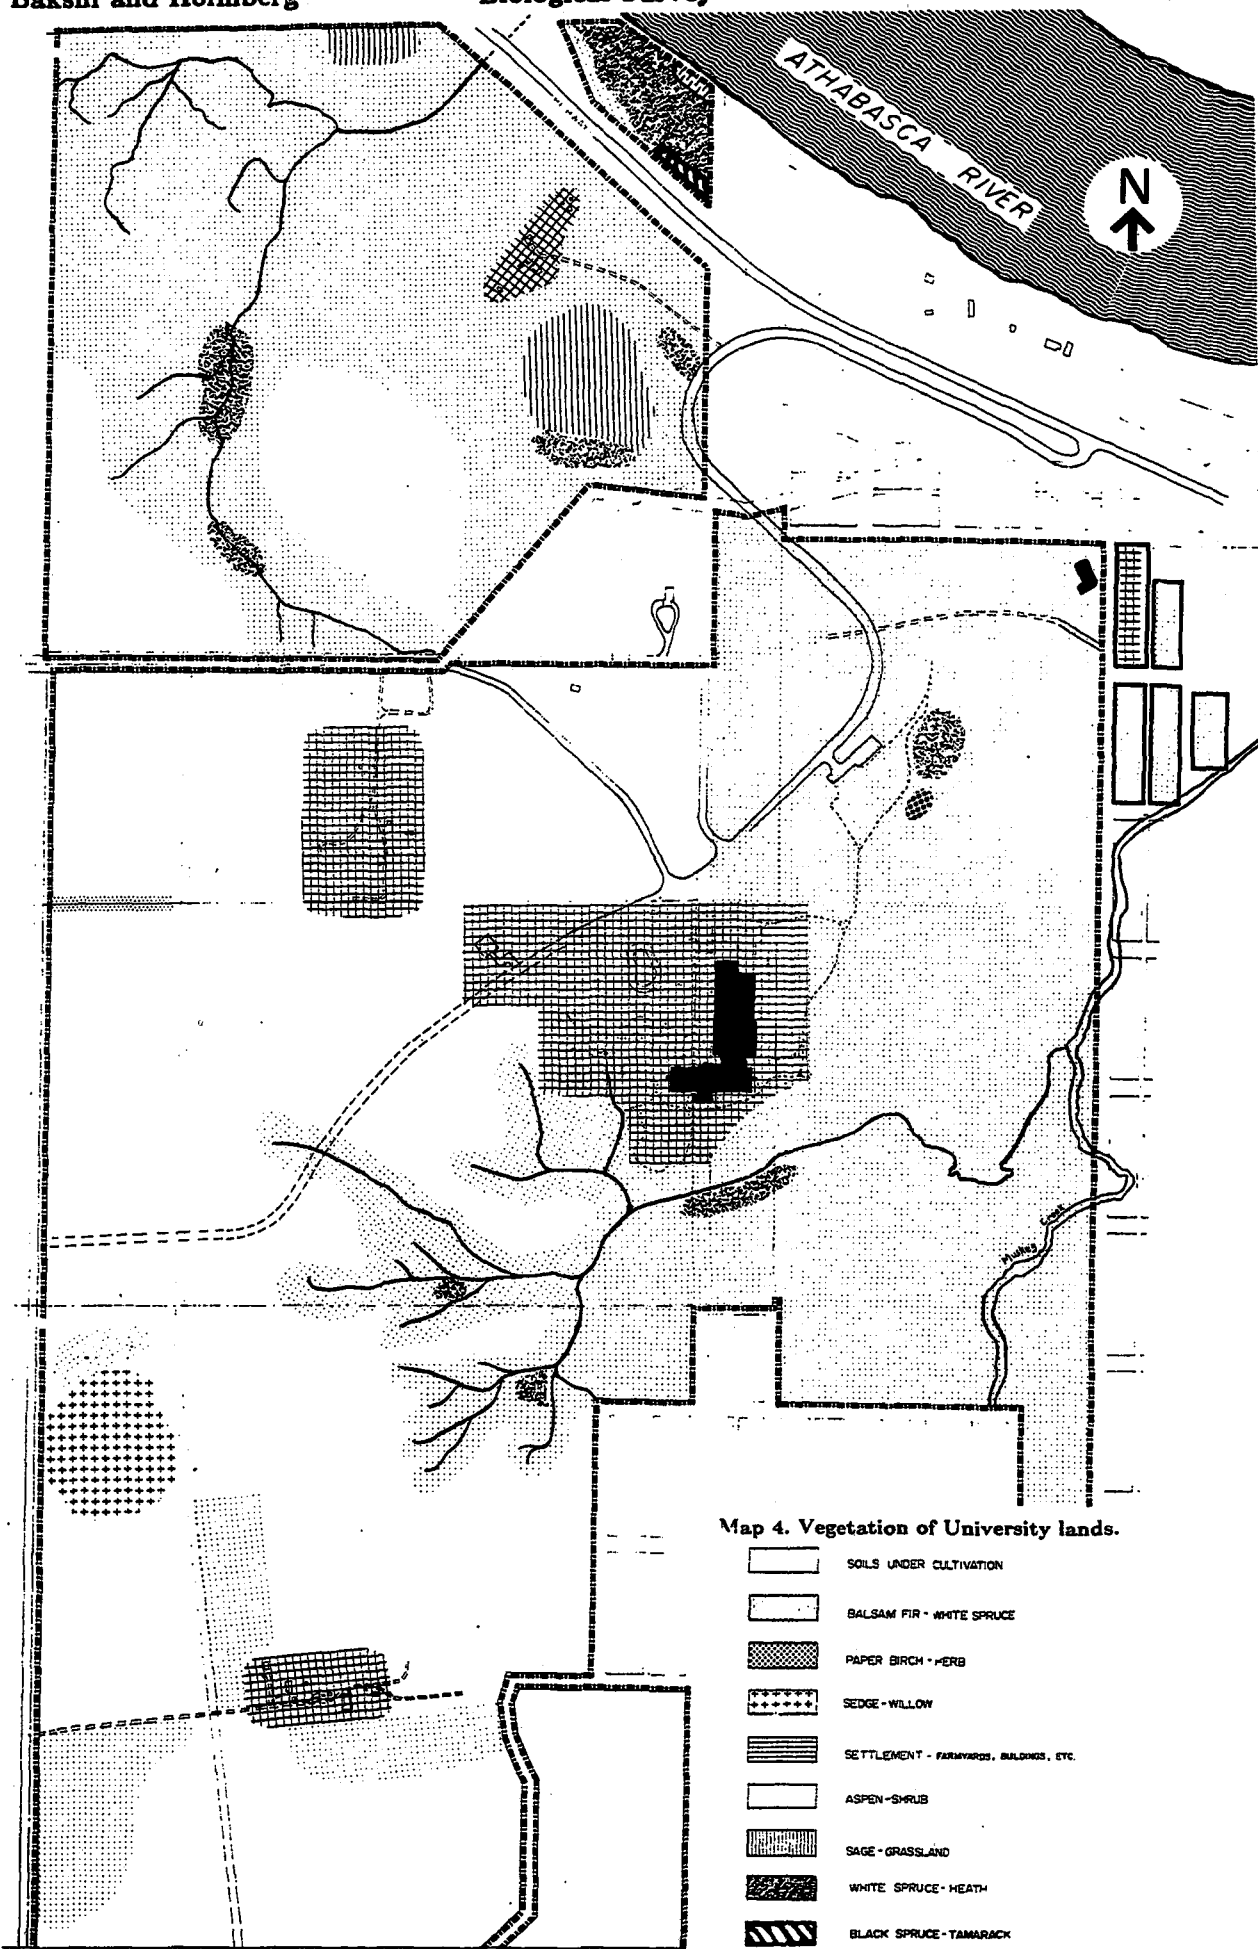 Bakshi and Holmberg
Biological Survey
ATHABASCA RIVER
N
Muskeg Creek
Map 4. Vegetation of University lands.
SOILS UNDER CULTIVATION
BALSAM FIR - WHITE SPRUCE
PAPER BIRCH - HERB
SEDGE - WILLOW
SETTLEMENT - FARMYARDS, BUILDINGS, ETC.
ASPEN - SHRUB
SAGE - GRASSLAND
WHITE SPRUCE - HEATH
BLACK SPRUCE - TAMARACK